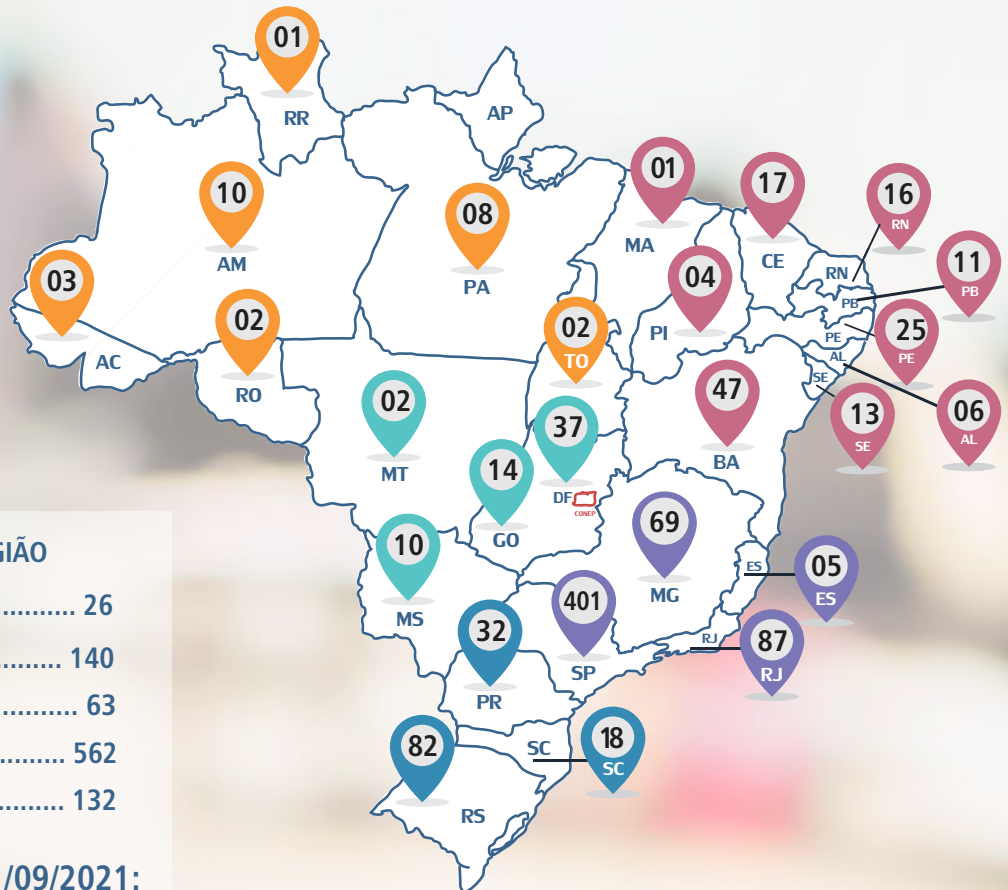 01
RR
AP
10
AM
08
PA
01
MA
17
CE
16
RN
RN
11
PB
PB
03
AC
02
RO
02
TO
04
PI
PE
25
PE
AL
06
AL
SE
13
SE
47
BA
02
MT
37
DF
CONEP
14
GO
10
MS
69
MG
ES
05
ES
401
SP
RJ
87
RJ
32
PR
SC
18
SC
82
RS
GIÃO
.......... 26
......... 140
.......... 63
......... 562
......... 132
/09/2021: